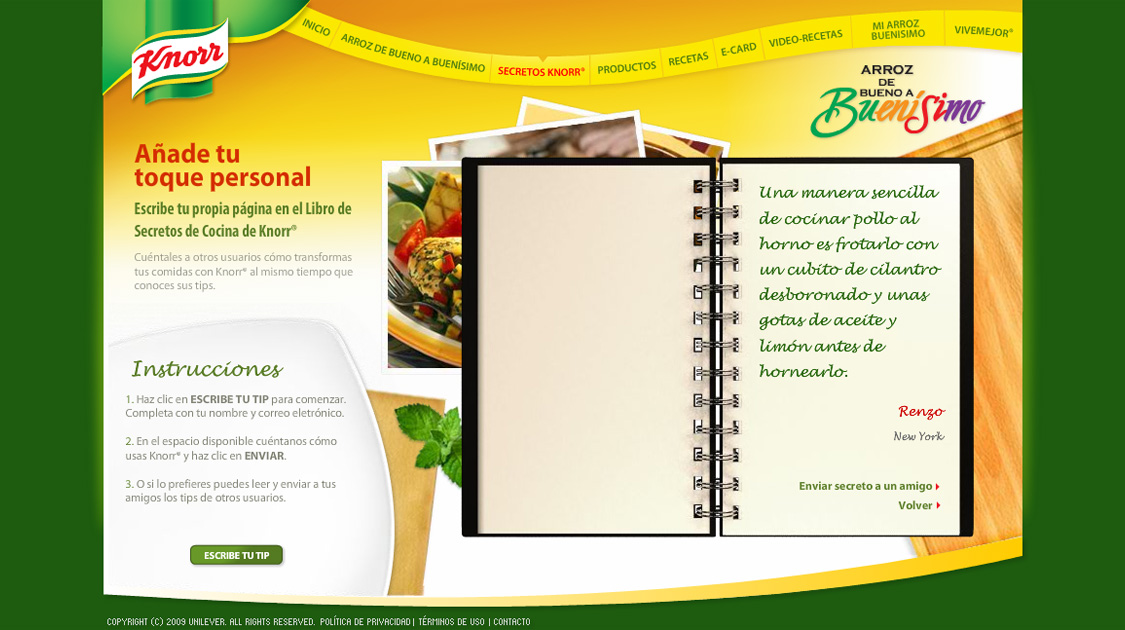 Knorr
INICIO
ARROZ DE BUENO A BUENÍSIMO
SECRETOS KNORR®
PRODUCTOS
RECETAS
E-CARD
VIDEO-RECETAS
MI ARROZ
BUENISIMO
VIVEMEJOR®
ARROZ
DE
BUENO A
Buenísimo
Añade tu
toque personal
Escribe tu propia página en el Libro de
Secretos de Cocina de Knorr®
Cuéntales a otros usuarios cómo transformas
tus comidas con Knorr® al mismo tiempo que
conoces sus tips.
Instrucciones
1. Haz clic en ESCRIBE TU TIP para comenzar.
Completa con tu nombre y correo eletrónico.
2. En el espacio disponible cuéntanos cómo
usas Knorr® y haz clic en ENVIAR.
3. O si lo prefieres puedes leer y enviar a tus
amigos los tips de otros usuarios.
ESCRIBE TU TIP
Una manera sencilla
de cocinar pollo al
horno es frotarlo con
un cubito de cilantro
desboronado y unas
gotas de aceite y
limón antes de
hornearlo.
Renzo
New York
Enviar secreto a un amigo
Volver
COPYRIGHT (C) 2009 UNILEVER. ALL RIGHTS RESERVED. POLÍTICA DE PRIVACIDAD | TÉRMINOS DE USO | CONTACTO